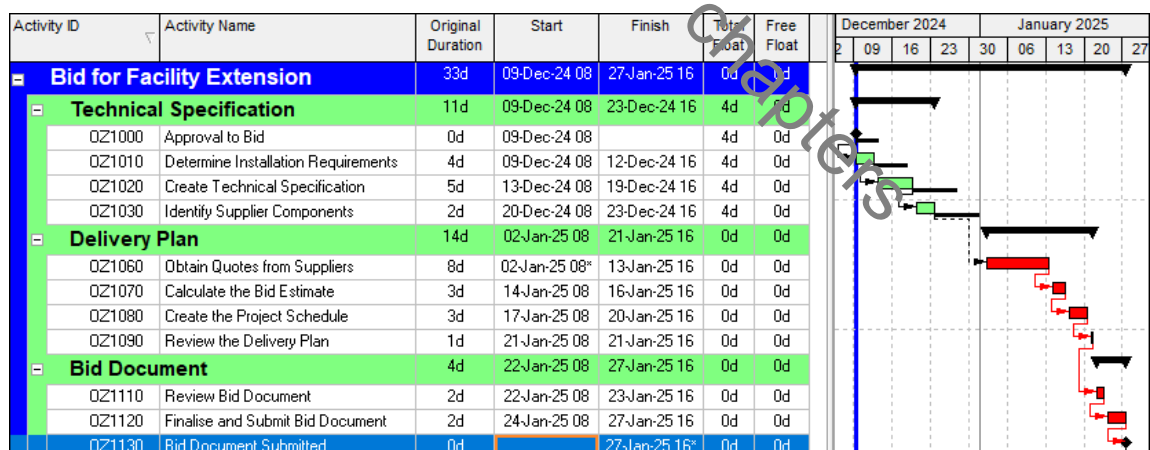 Activity ID Activity Name Original Duration Start Finish Total Float Free Float December 2024 January 2025
2 09 16 23 30 06 13 20 27
Bid for Facility Extension 33d 09-Dec-24 08 27-Jan-25 16 0d 0d
Technical Specification 11d 09-Dec-24 08 23-Dec-24 16 4d 0d
OZ1000 Approval to Bid 0d 09-Dec-24 08 4d 0d
OZ1010 Determine Installation Requirements 4d 09-Dec-24 08 12-Dec-24 16 4d 0d
OZ1020 Create Technical Specification 5d 13-Dec-24 08 19-Dec-24 16 4d 0d
OZ1030 Identify Supplier Components 2d 20-Dec-24 08 23-Dec-24 16 4d 0d
Delivery Plan 14d 02-Jan-25 08 21-Jan-25 16 0d 0d
OZ1060 Obtain Quotes from Suppliers 8d 02-Jan-25 08* 13-Jan-25 16 0d 0d
OZ1070 Calculate the Bid Estimate 3d 14-Jan-25 08 16-Jan-25 16 0d 0d
OZ1080 Create the Project Schedule 3d 17-Jan-25 08 20-Jan-25 16 0d 0d
OZ1090 Review the Delivery Plan 1d 21-Jan-25 08 21-Jan-25 16 0d 0d
Bid Document 4d 22-Jan-25 08 27-Jan-25 16 0d 0d
OZ1110 Review Bid Document 2d 22-Jan-25 08 23-Jan-25 16 0d 0d
OZ1120 Finalise and Submit Bid Document 2d 24-Jan-25 08 27-Jan-25 16 0d 0d
OZ1130 Bid Document Submitted 0d 27-Jan-25 16* 0d 0d
chapters